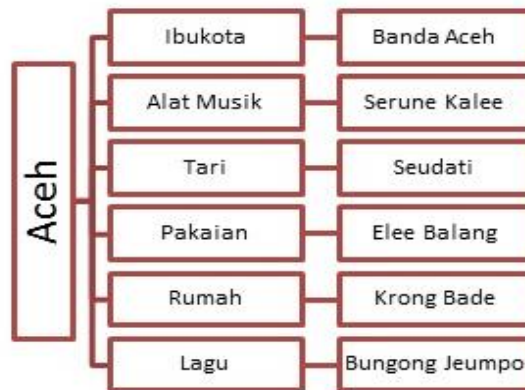 Aceh
Ibukota
Banda Aceh
Alat Musik
Serune Kalee
Tari
Seudati
Pakaian
Elee Balang
Rumah
Krong Bade
Lagu
Bungong Jeumpo